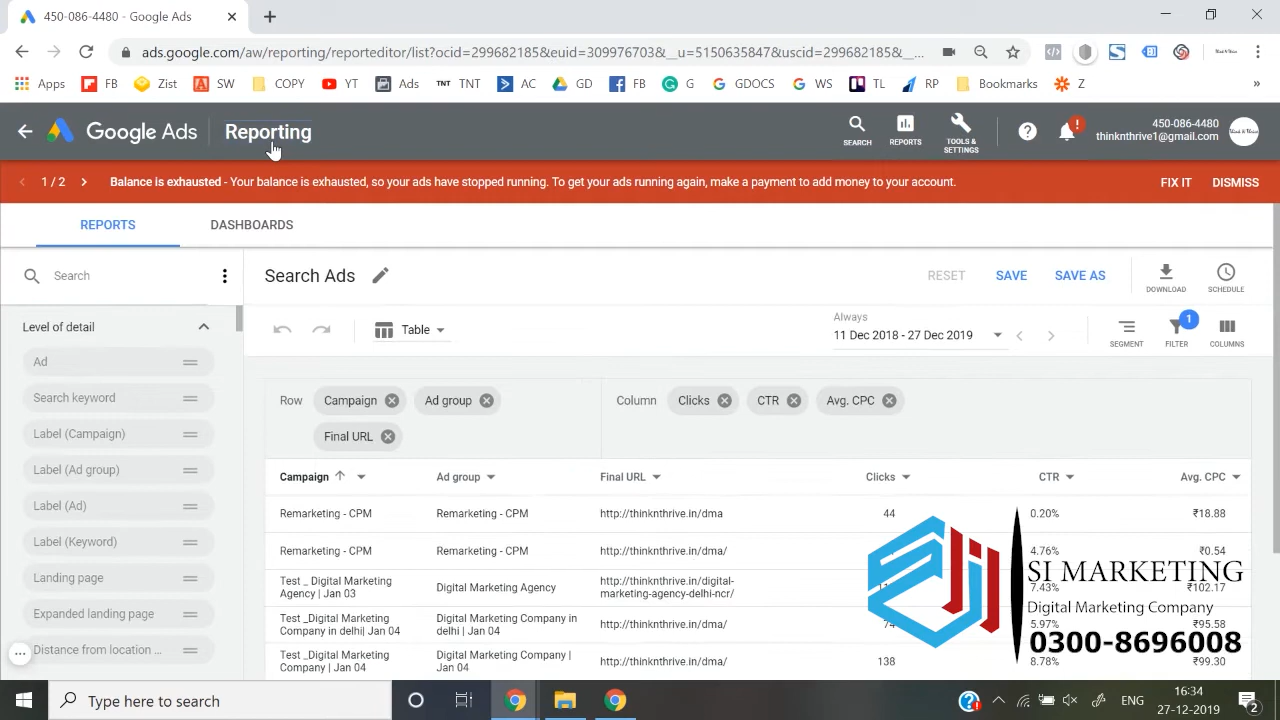 450-086-4480 - Google Ads
ads.google.com/aw/reporting/reporteditor/list?ocid=299682185&euid=309976703&__u=5150635847&uscid=299682185&__...
Apps FB Zist SW COPY YT Ads TNT TNT AC GD FB G GDOCS WS TL RP Bookmarks Z »
Google Ads Reporting
SEARCH REPORTS TOOLS & SETTINGS
450-086-4480
thinknthrive1@gmail.com
1 / 2 Balance is exhausted - Your balance is exhausted, so your ads have stopped running. To get your ads running again, make a payment to add money to your account. FIX IT DISMISS
REPORTS DASHBOARDS
Search Search Ads RESET SAVE SAVE AS DOWNLOAD SCHEDULE
Level of detail
Table
Always
11 Dec 2018 - 27 Dec 2019
SEGMENT 1 FILTER COLUMNS
Ad
Search keyword
Label (Campaign)
Label (Ad group)
Label (Ad)
Label (Keyword)
Landing page
Expanded landing page
Distance from location ...
Row Campaign Ad group Column Clicks CTR Avg. CPC
Final URL
Campaign Ad group Final URL Clicks CTR Avg. CPC
Remarketing - CPM Remarketing - CPM http://thinknthrive.in/dma 44 0.20% ₹18.88
Remarketing - CPM Remarketing - CPM http://thinknthrive.in/dma/ 4.76% ₹0.54
Test _ Digital Marketing
Agency | Jan 03 Digital Marketing Agency http://thinknthrive.in/digital-
marketing-agency-delhi-ncr/ 7.43% ₹102.17
Test _Digital Marketing
Company in delhi| Jan 04 Digital Marketing Company in
delhi | Jan 04 http://thinknthrive.in/dma/ 5.97% ₹95.58
Test _Digital Marketing
Company | Jan 04 Digital Marketing Company |
Jan 04 http://thinknthrive.in/dma/ 138 8.78% ₹99.30
SI MARKETING
Digital Marketing Company
0300-8696008
Type here to search
ENG
16:34
27-12-2019
2